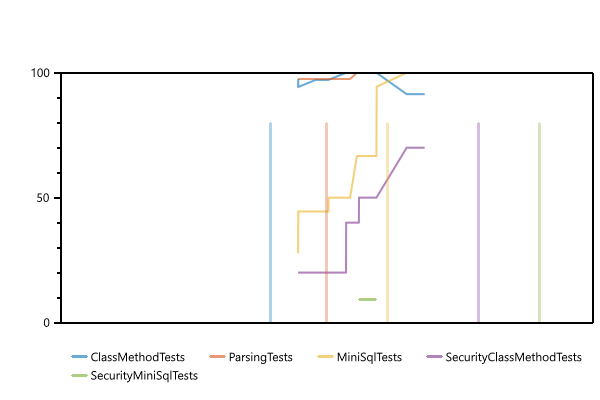 100
50
0
ClassMethodTests ParsingTests MiniSqlTests SecurityClassMethodTests
SecurityMiniSqlTests